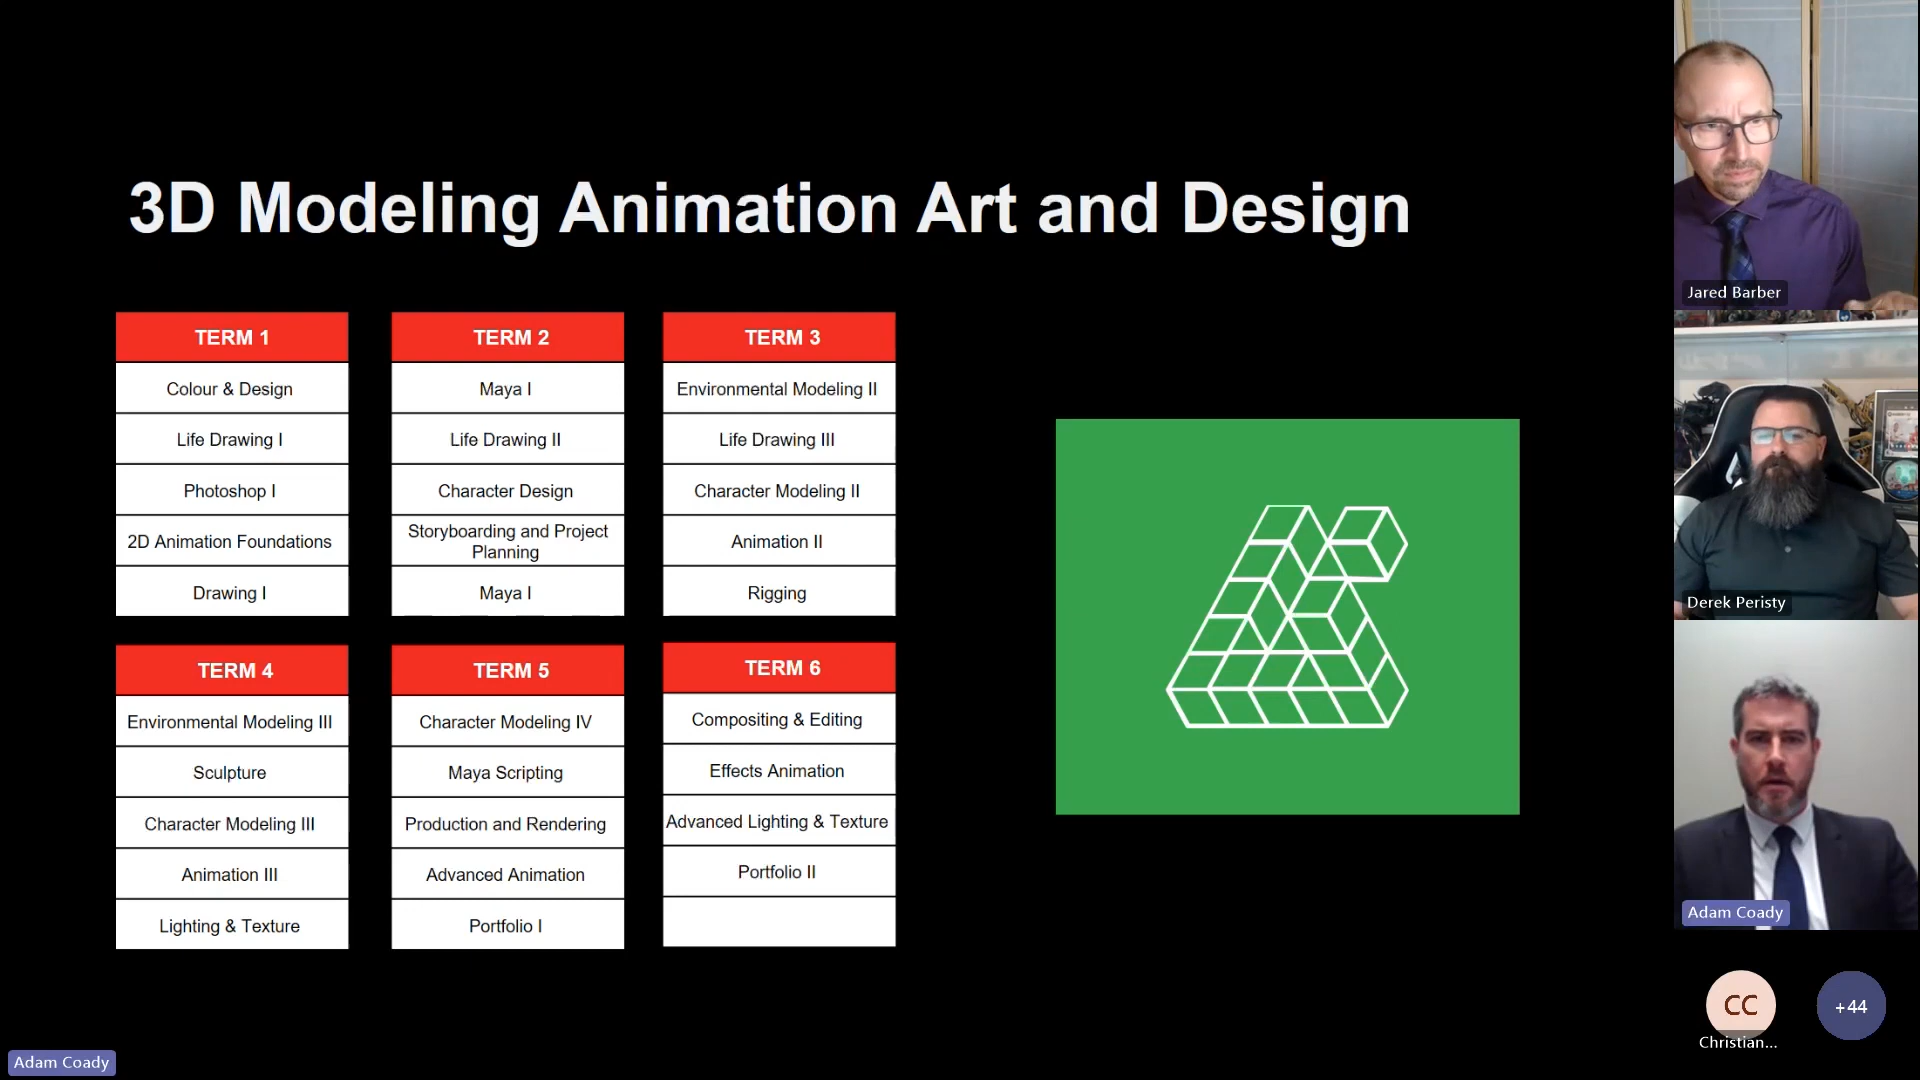 3D Modeling Animation Art and Design
TERM 1
Colour & Design
Life Drawing I
Photoshop I
2D Animation Foundations
Drawing I
TERM 2
Maya I
Life Drawing II
Character Design
Storyboarding and Project
Planning
Maya I
TERM 3
Environmental Modeling II
Life Drawing III
Character Modeling II
Animation II
Rigging
TERM 4
Environmental Modeling III
Sculpture
Character Modeling III
Animation III
Lighting & Texture
TERM 5
Character Modeling IV
Maya Scripting
Production and Rendering
Advanced Animation
Portfolio I
TERM 6
Compositing & Editing
Effects Animation
Advanced Lighting & Texture
Portfolio II
Jared Barber
Derek Peristy
Adam Coady
CC
Christian...
+44
Adam Coady